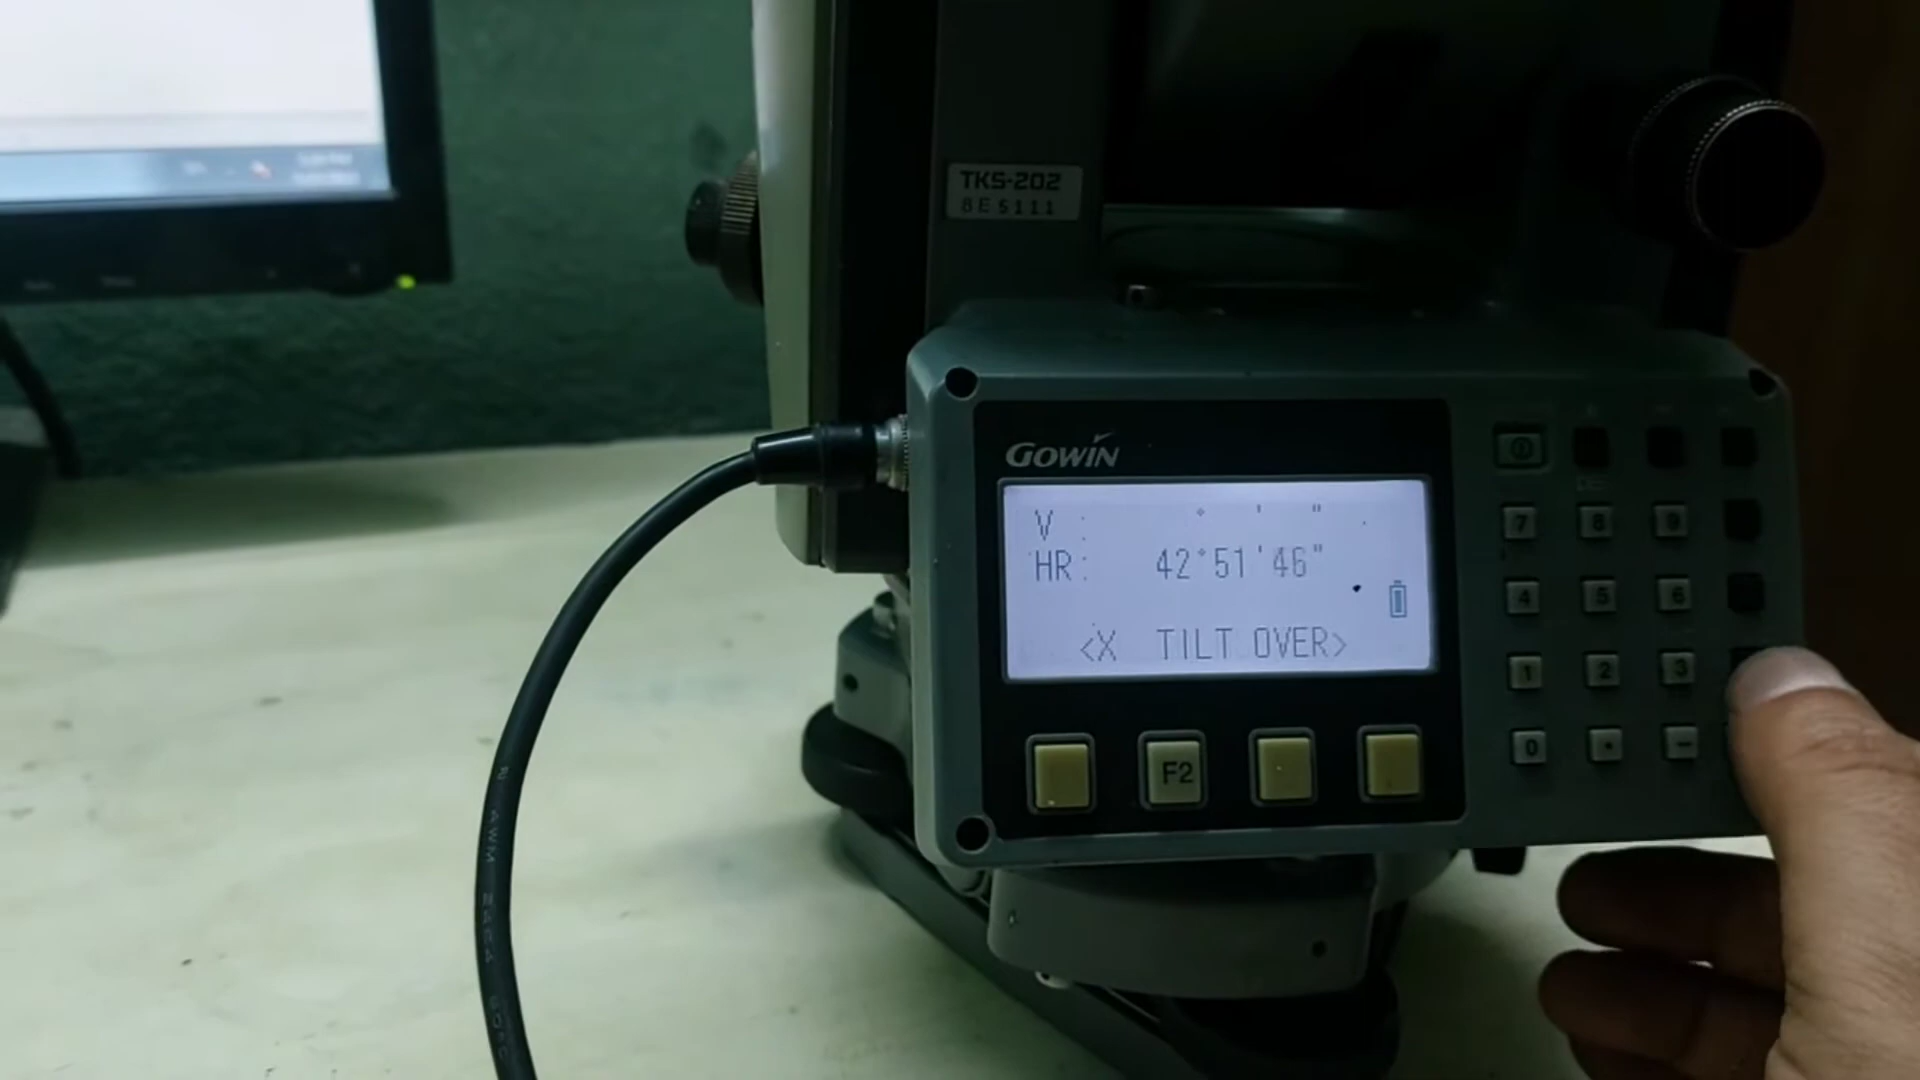 TKS-202
8E5111
GOWIN
V : ° ' "
HR: 42°51'46"
<X TILT OVER>
F2
7 8 9
4 5 6
1 2 3
0 . -
AWM